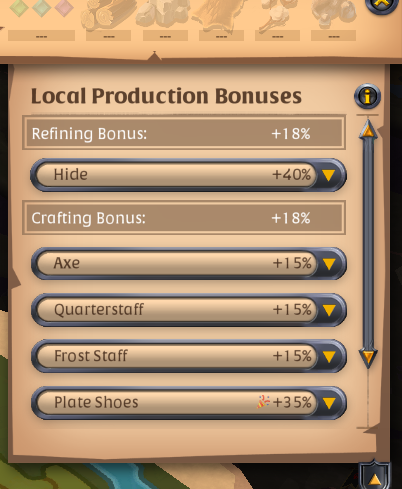 --- --- --- --- --- ---
Local Production Bonuses
i
Refining Bonus: +18%
Hide +40%
Crafting Bonus: +18%
Axe +15%
Quarterstaff +15%
Frost Staff +15%
Plate Shoes +35%